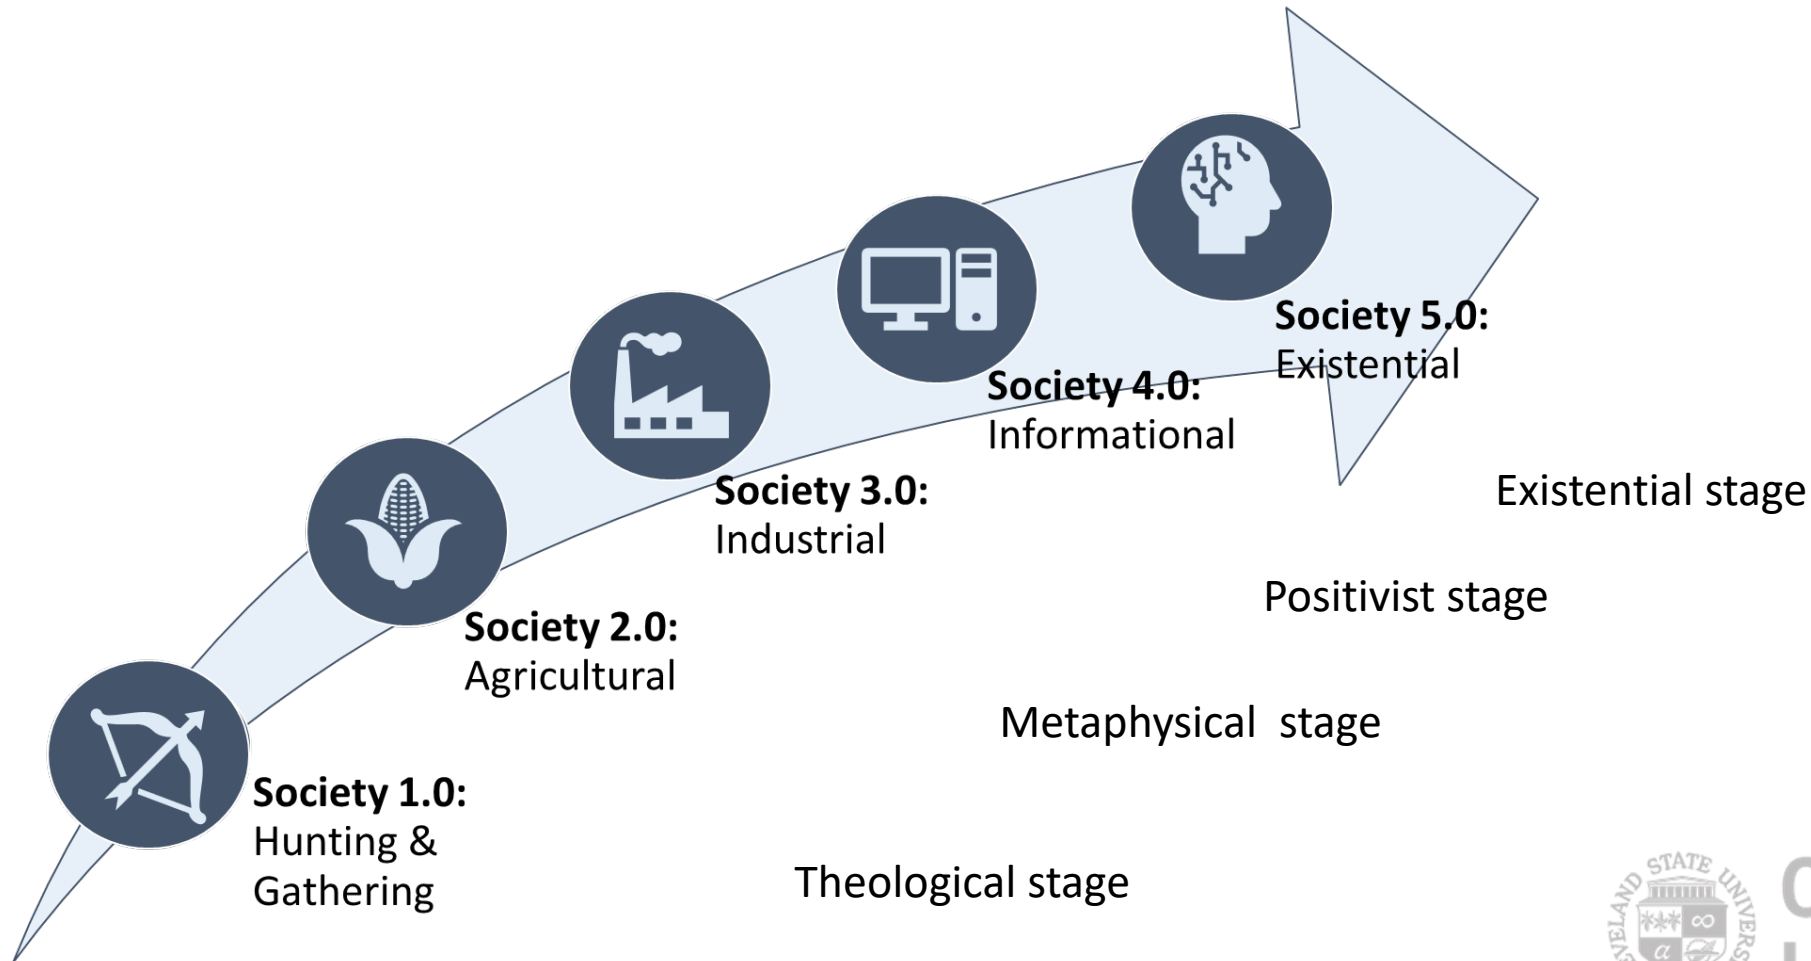 Society 5.0:
Existential
Society 4.0:
Informational
Society 3.0:
Industrial
Society 2.0:
Agricultural
Society 1.0:
Hunting &
Gathering
Existential stage
Positivist stage
Metaphysical  stage
Theological stage
STATE